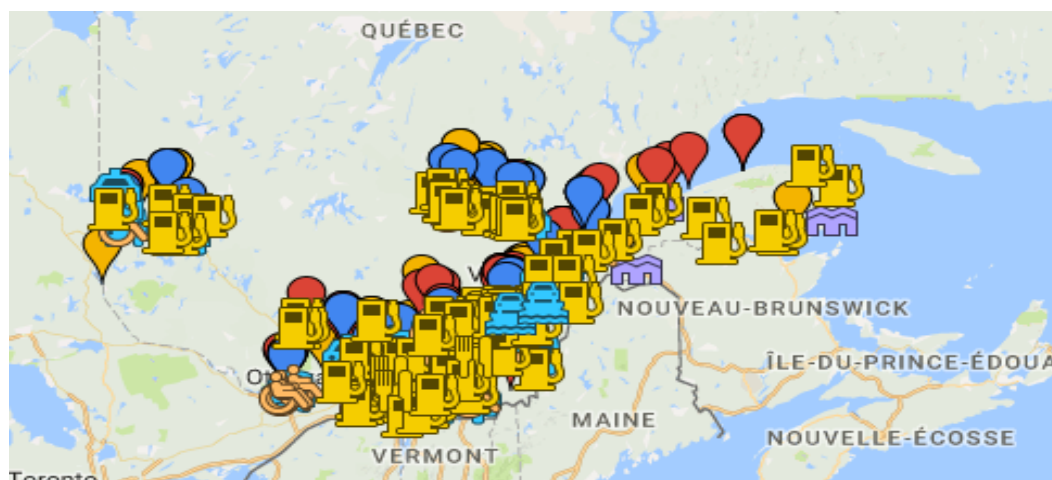 QUÉBEC
NOUVEAU-BRUNSWICK
ÎLE-DU-PRINCE-ÉDOUA
MAINE
NOUVELLE-ÉCOSSE
VERMONT
Toronto